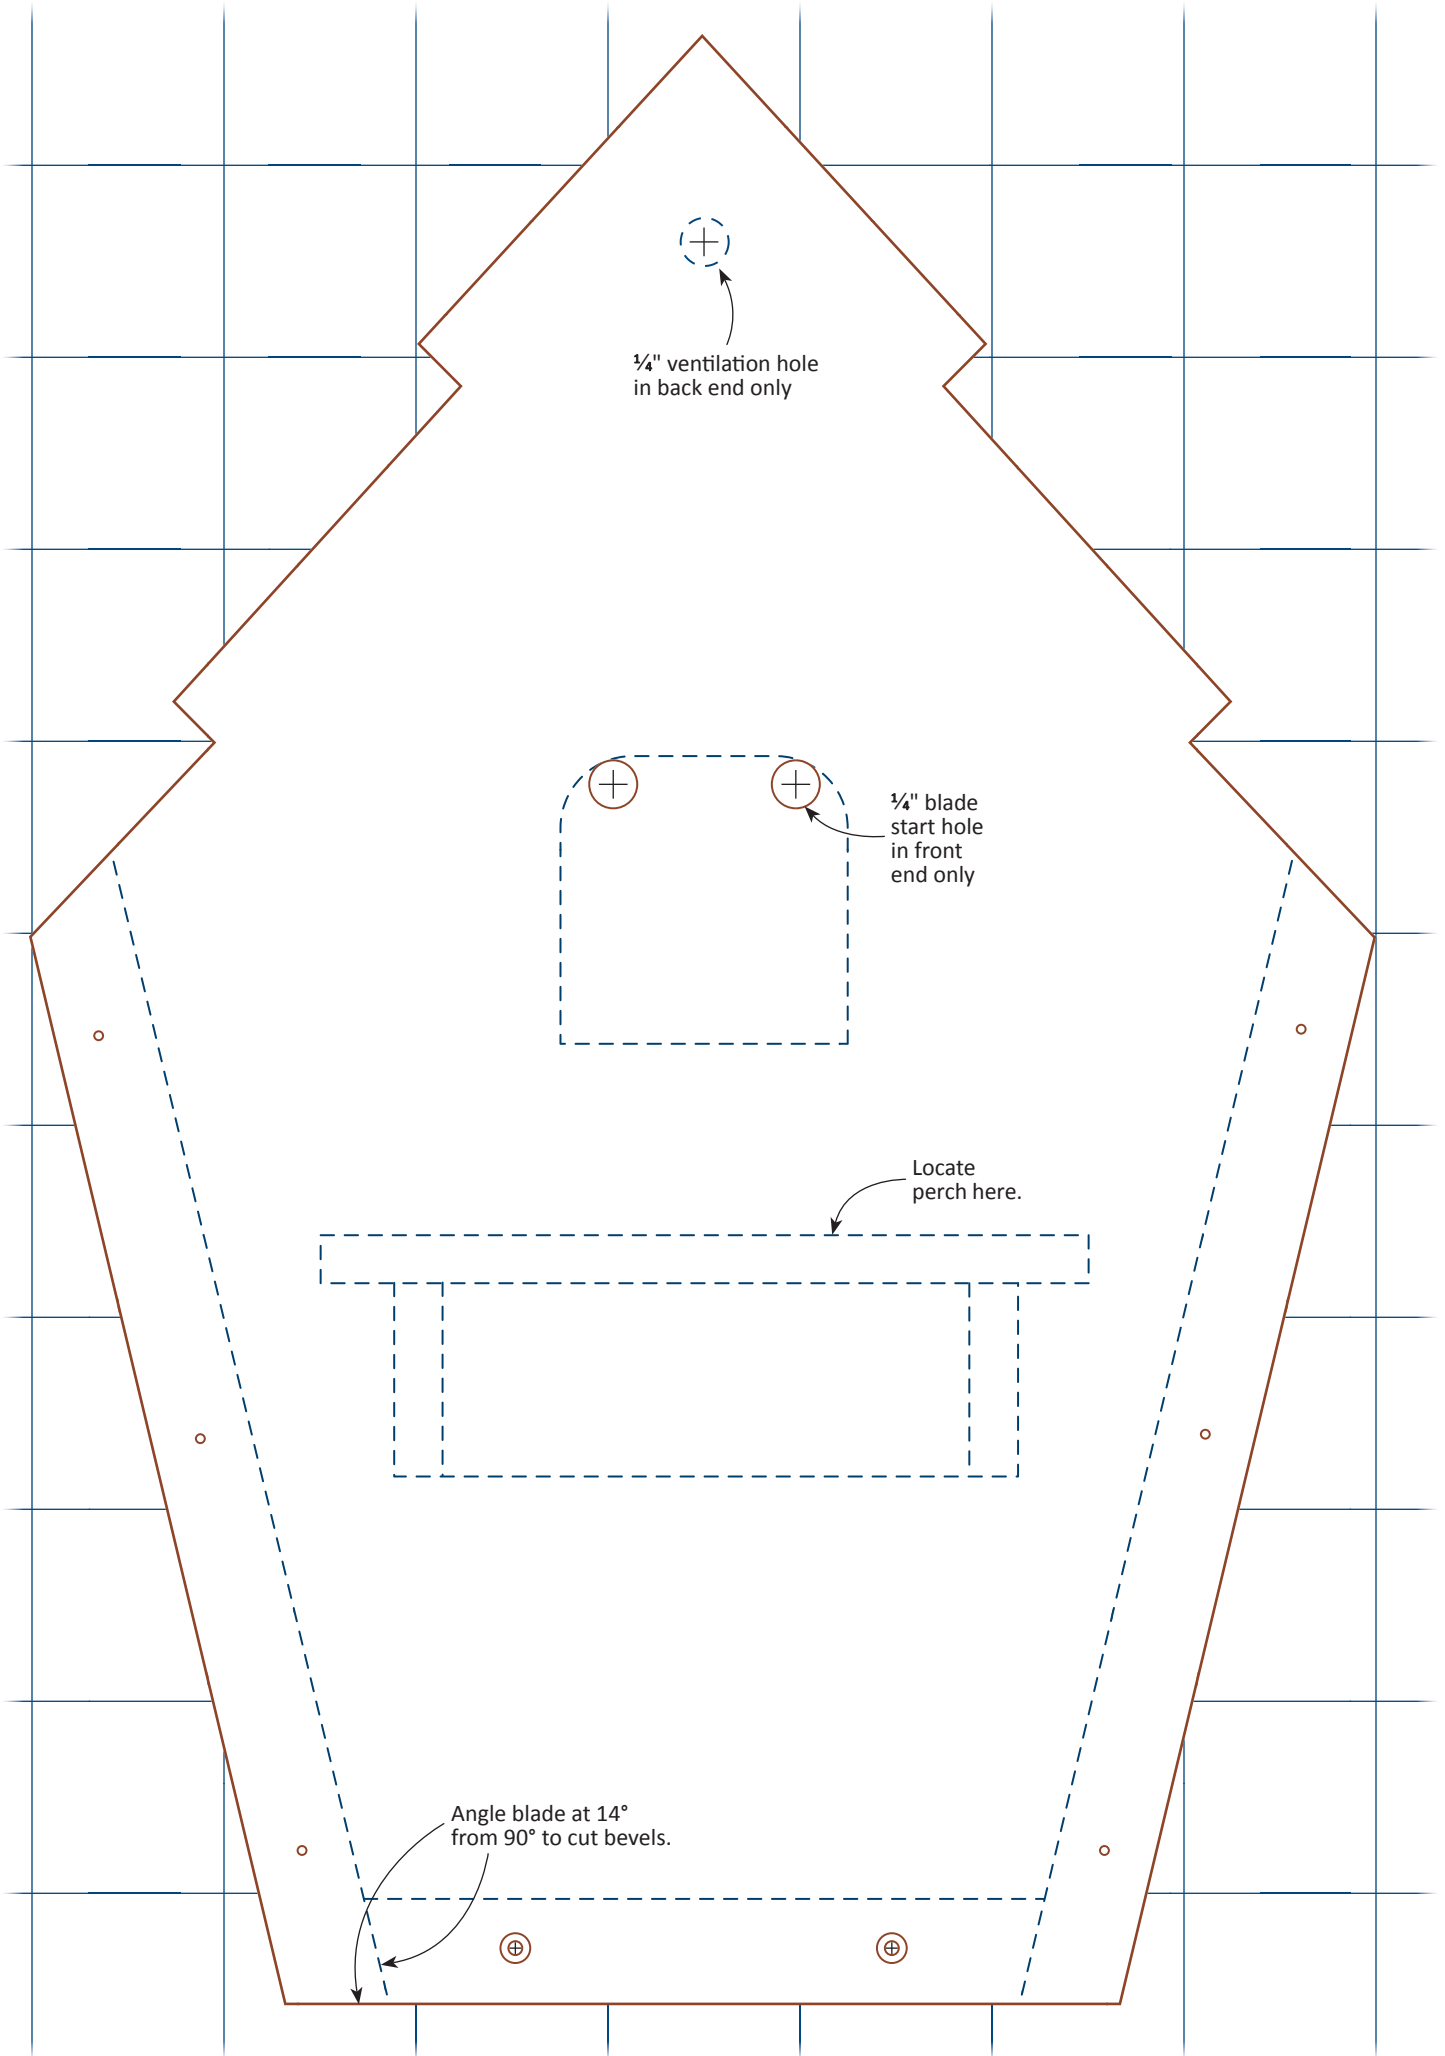 ¼" ventilation hole
in back end only
¼" blade
start hole
in front
end only
Locate
perch here.
Angle blade at 14°
from 90° to cut bevels.